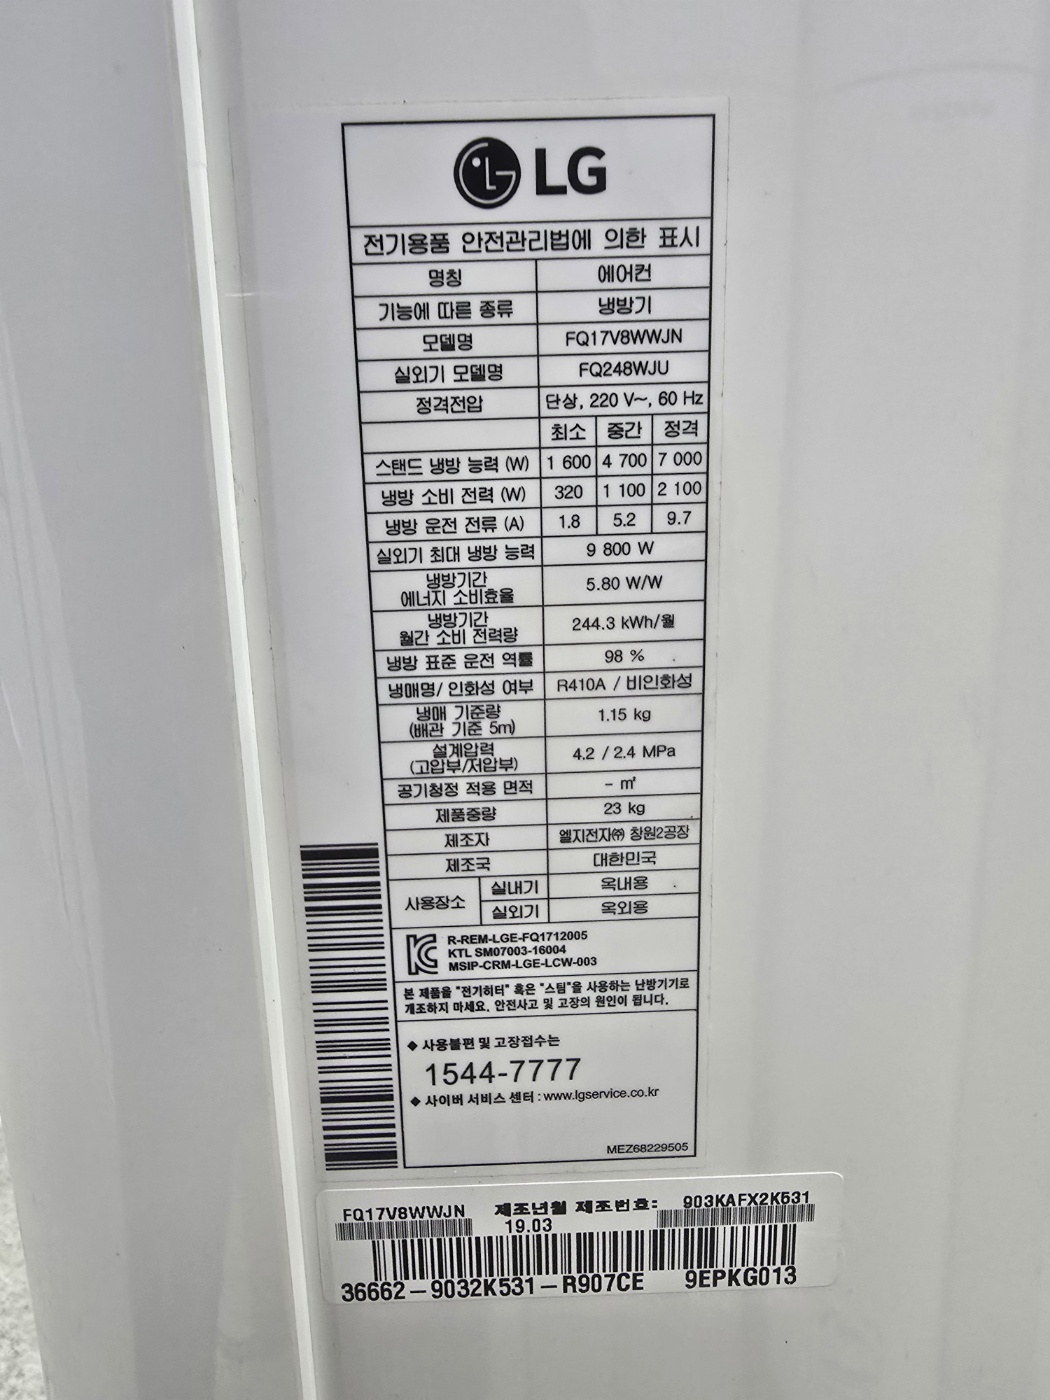 LG
전기용품 안전관리법에 의한 표시
명칭 에어컨
기능에 따른 종류 냉방기
모델명 FQ17V8WWJN
실외기 모델명 FQ248WJU
정격전압 단상, 220 V~, 60 Hz
최소 중간 정격
스탠드 냉방 능력 (W) 1 600 4 700 7 000
냉방 소비 전력 (W) 320 1 100 2 100
냉방 운전 전류 (A) 1.8 5.2 9.7
실외기 최대 냉방 능력 9 800 W
냉방기간
에너지 소비효율 5.80 W/W
냉방기간
월간 소비 전력량 244.3 kWh/월
냉방 표준 운전 역률 98 %
냉매명/ 인화성 여부 R410A / 비인화성
냉매 기준량
(배관 기준 5m) 1.15 kg
설계압력
(고압부/저압부) 4.2 / 2.4 MPa
공기청정 적용 면적 - ㎡
제품중량 23 kg
제조자 엘지전자㈜ 창원2공장
제조국 대한민국
사용장소 실내기 옥내용
실외기 옥외용
R-REM-LGE-FQ1712005
KTL SM07003-16004
MSIP-CRM-LGE-LCW-003
본 제품을 "전기히터" 혹은 "스팀"을 사용하는 난방기기로
개조하지 마세요. 안전사고 및 고장의 원인이 됩니다.
◆ 사용불편 및 고장접수는
1544-7777
◆ 사이버 서비스 센터 : www.lgservice.co.kr
MEZ68229505
FQ17V8WWJN 제조년월 제조번호: 903KAFX2K531
19.03
36662-9032K531-R907CE 9EPKG013